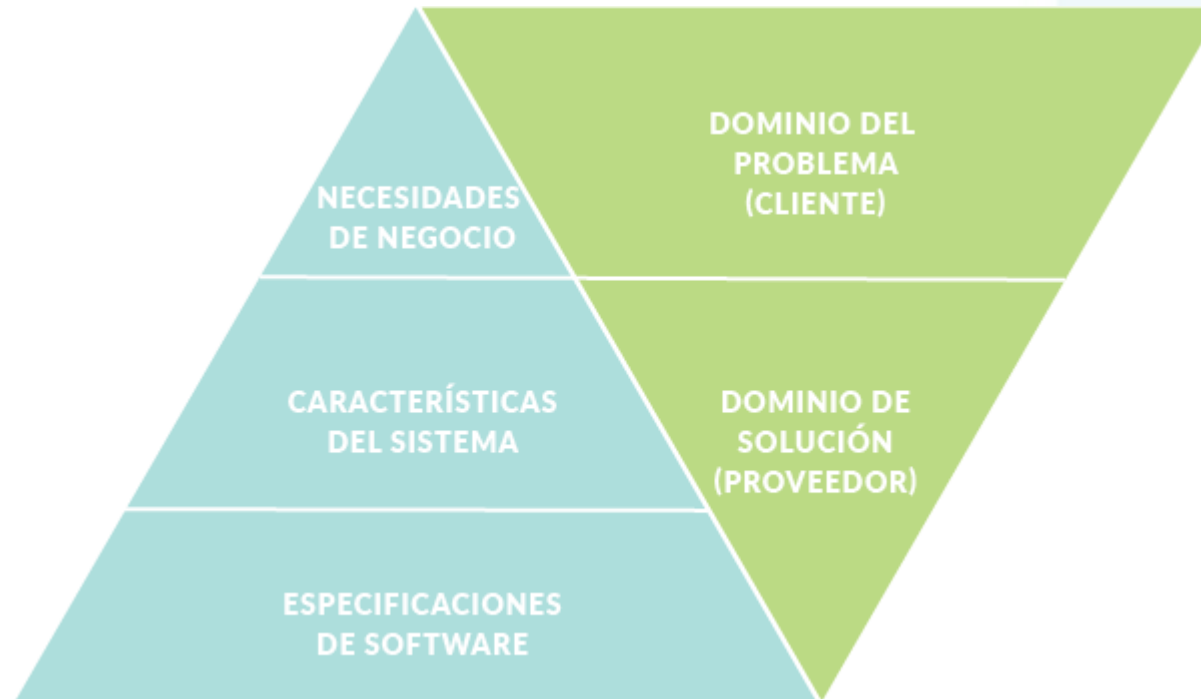 NECESIDADES
DE NEGOCIO
DOMINIO DEL
PROBLEMA
(CLIENTE)
CARACTERÍSTICAS
DEL SISTEMA
DOMINIO DE
SOLUCIÓN
(PROVEEDOR)
ESPECIFICACIONES
DE SOFTWARE